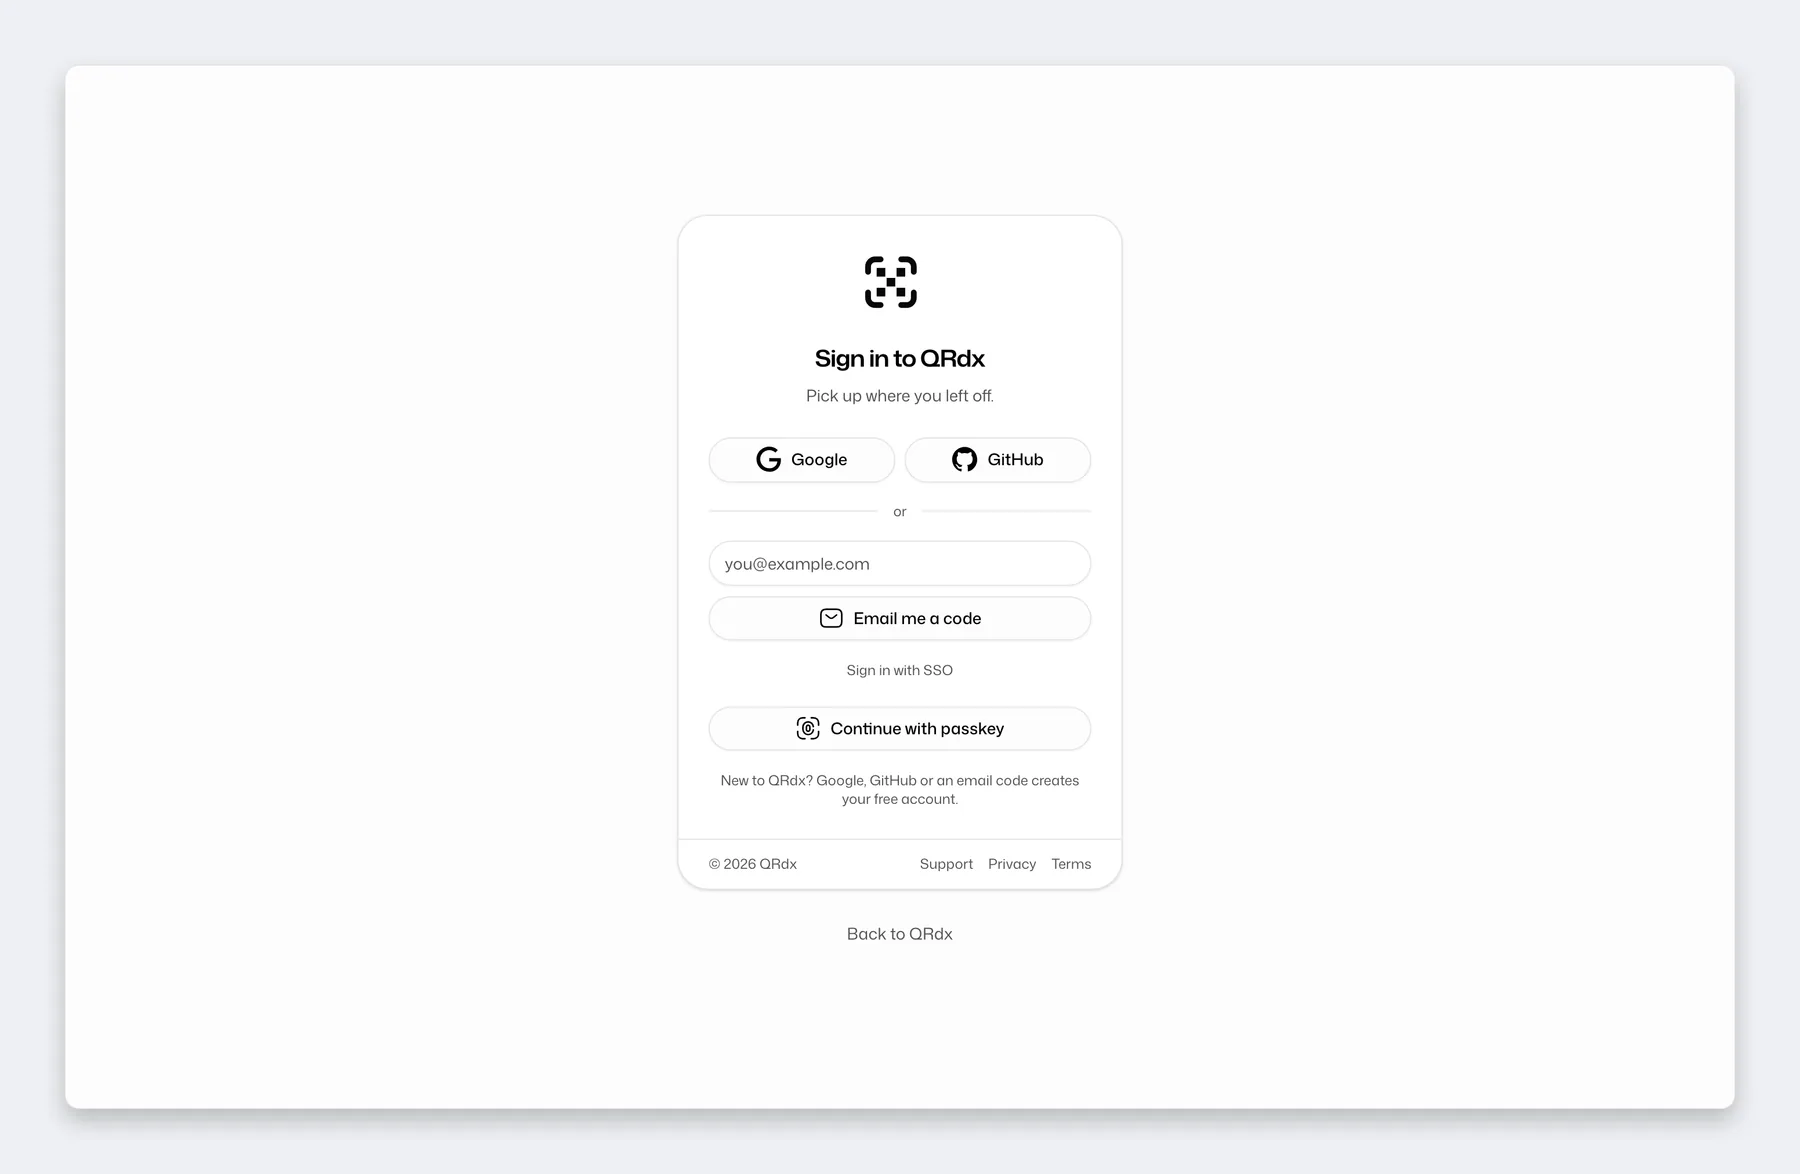 Sign in to QRdx
Pick up where you left off.
Google
GitHub
or
you@example.com
Email me a code
Sign in with SSO
Continue with passkey
New to QRdx? Google, GitHub or an email code creates
your free account.
© 2026 QRdx
Support
Privacy
Terms
Back to QRdx